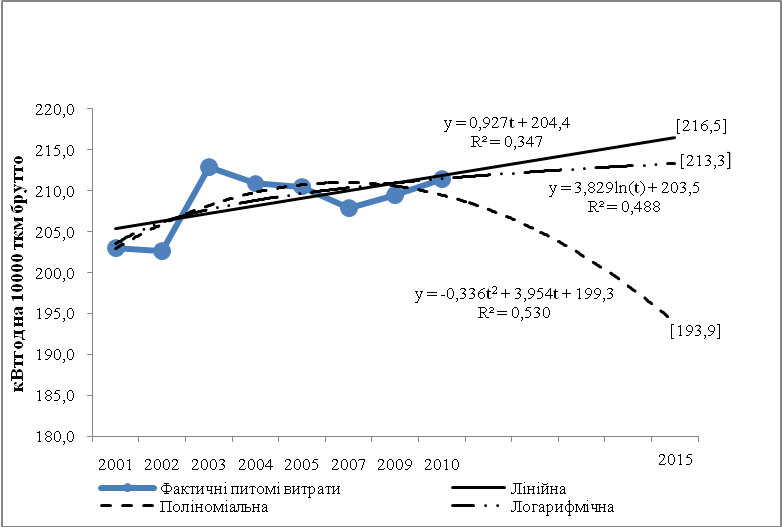 220,0
215,0
210,0
205,0
200,0
195,0
190,0
185,0
180,0
кВтгодна 10000 ткм брутто
y = 0,927t + 204,4
R² = 0,347
[216,5]
[213,3]
y = 3,829ln(t) + 203,5
R² = 0,488
y = -0,336t² + 3,954t + 199,3
R² = 0,530
[193,9]
2001 2002 2003 2004 2005 2007 2009 2010 2015
Фактичні питомі витрати Лінійна
Поліноміальна Логарифмічна